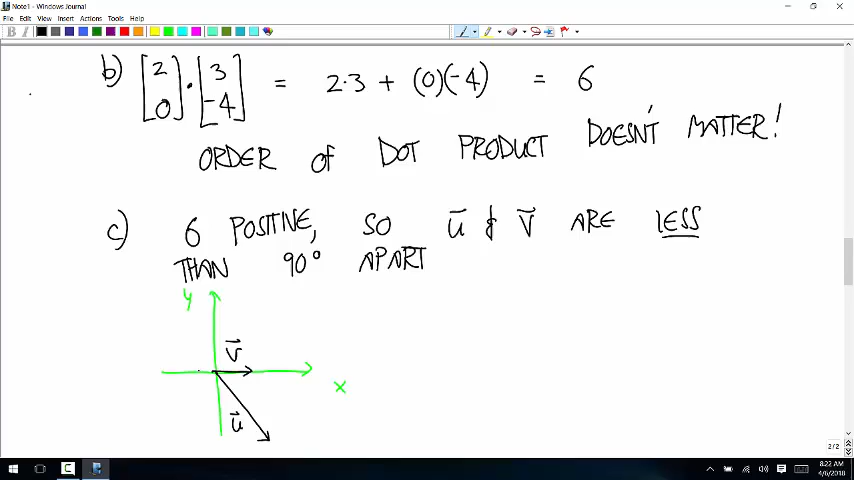 Note1 - Windows Journal
File Edit View Insert Actions Tools Help
b) [2 0] · [3 -4] = 2·3 + (0)(-4) = 6
ORDER of DOT PRODUCT DOESN'T MATTER!
c) 6 POSITIVE, SO u⃗ & v⃗ ARE LESS
THAN 90° APART
y
v⃗
x
u⃗
2/2
8:22 AM
4/6/2018